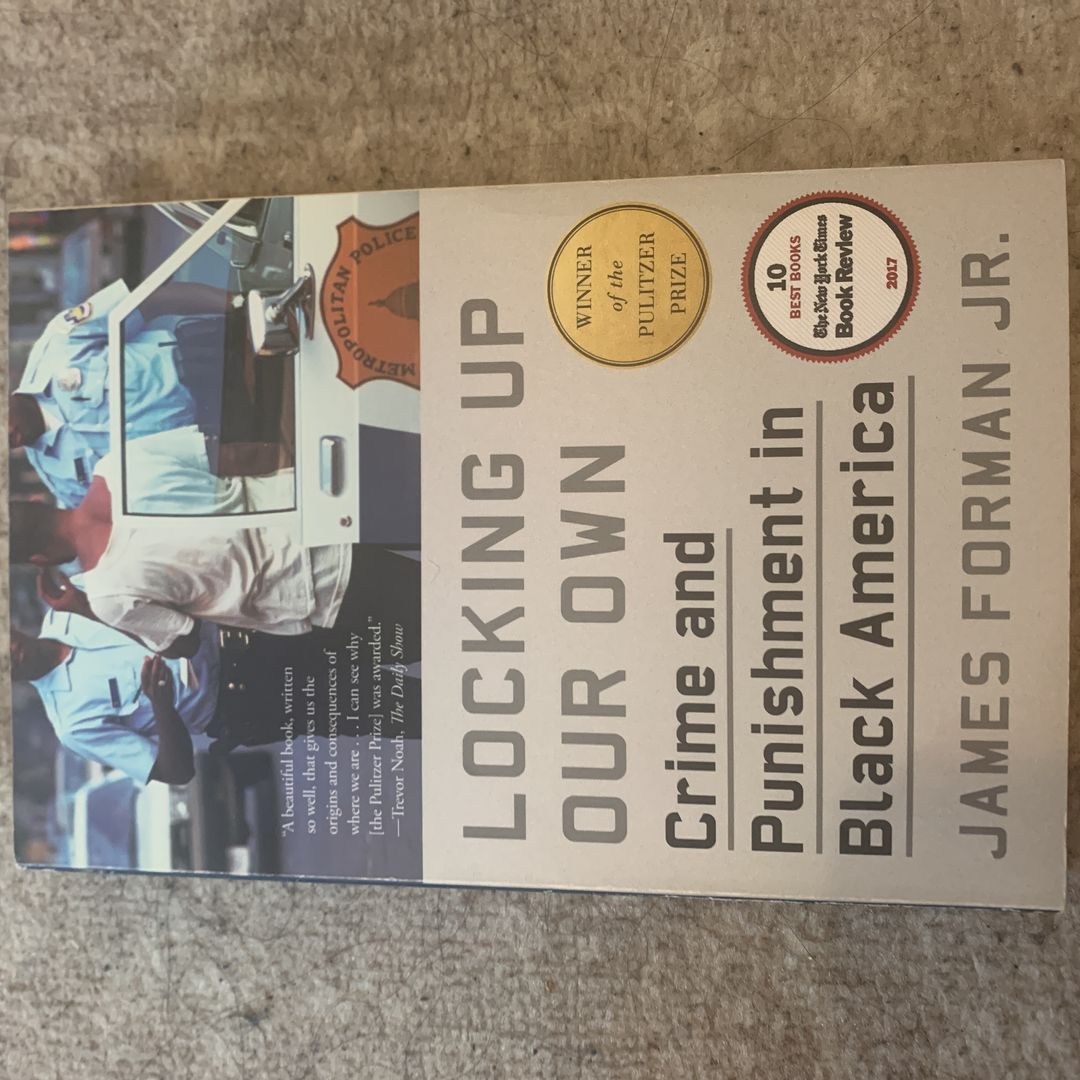 METROPOLITAN POLICE
"A beautiful book, written
so well, that gives us the
origins and consequences of
where we are . . . I can see why
[the Pulitzer Prize] was awarded."
—Trevor Noah, The Daily Show
LOCKING UP
OUR OWN
WINNER
of the
PULITZER
PRIZE
Crime and
Punishment in
Black America
10
BEST BOOKS
The New York Times
Book Review
2017
JAMES FORMAN JR.